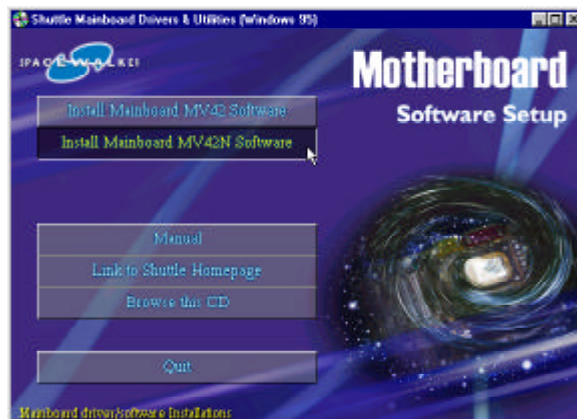 Shuttle Mainboard Drivers & Utilities (Windows 95)
SPACEWALKER
Motherboard
Software Setup
Install Mainboard MV42 Software
Install Mainboard MV42N Software
Manual
Link to Shuttle Homepage
Browse this CD
Quit
Mainboard driver/software Installations